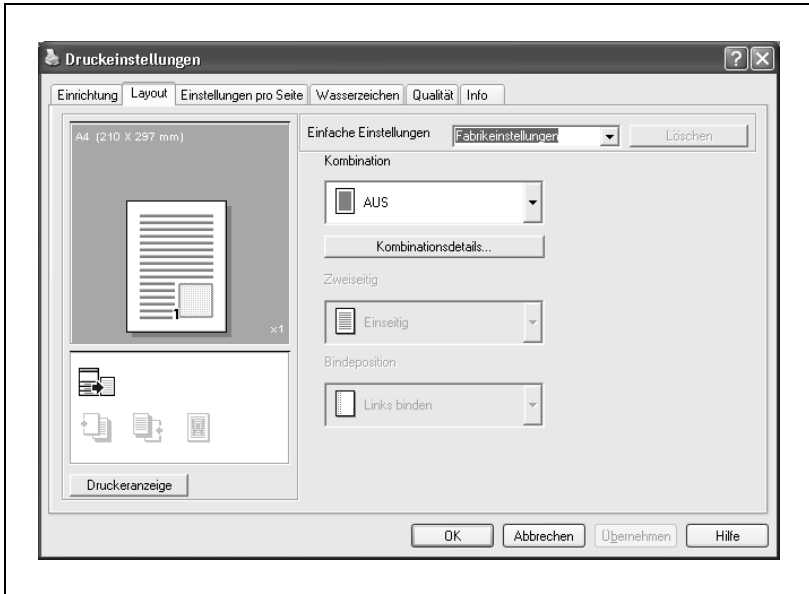 Druckeinstellungen
Einrichtung Layout Einstellungen pro Seite Wasserzeichen Qualität Info
A4 (210 X 297 mm)
Einfache Einstellungen Fabrikeinstellungen Löschen
Kombination
AUS
Kombinationsdetails...
Zweiseitig
1
x1
Einseitig
Bindeposition
Links binden
Druckeranzeige
OK Abbrechen Übernehmen Hilfe